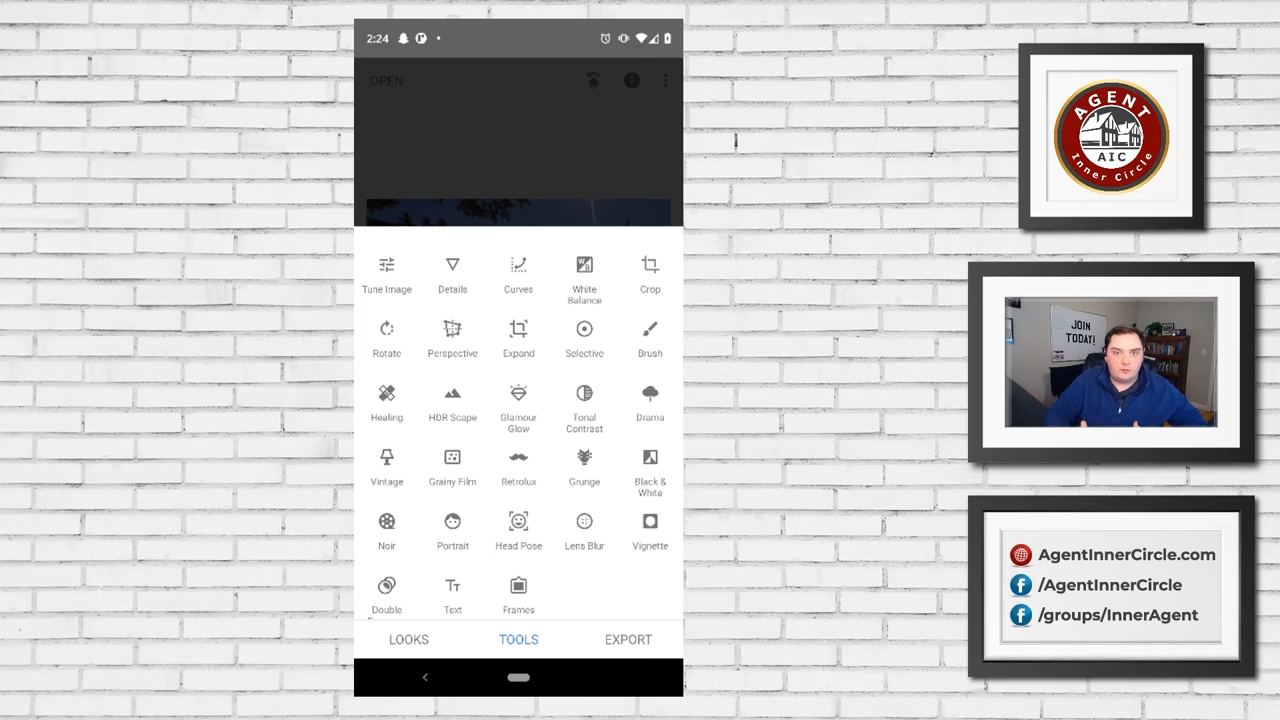 2:24
OPEN
Tune Image
Details
Curves
White
Balance
Crop
Rotate
Perspective
Expand
Selective
Brush
Healing
HDR Scape
Glamour
Glow
Tonal
Contrast
Drama
Vintage
Grainy Film
Retrolux
Grunge
Black &
White
Noir
Portrait
Head Pose
Lens Blur
Vignette
Double
Text
Frames
LOOKS
TOOLS
EXPORT
AGENT
AIC
Inner Circle
JOIN
TODAY!
AgentInnerCircle.com
/AgentInnerCircle
/groups/InnerAgent